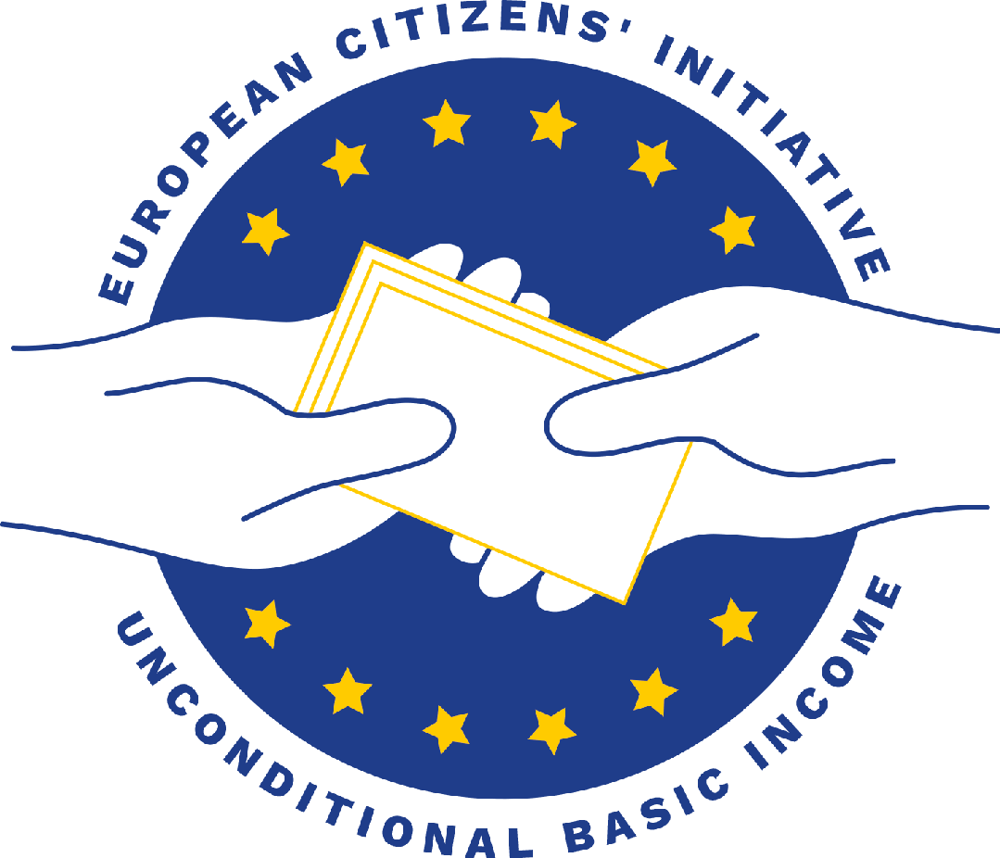 EUROPEAN CITIZENS' INITIATIVE
UNCONDITIONAL BASIC INCOME